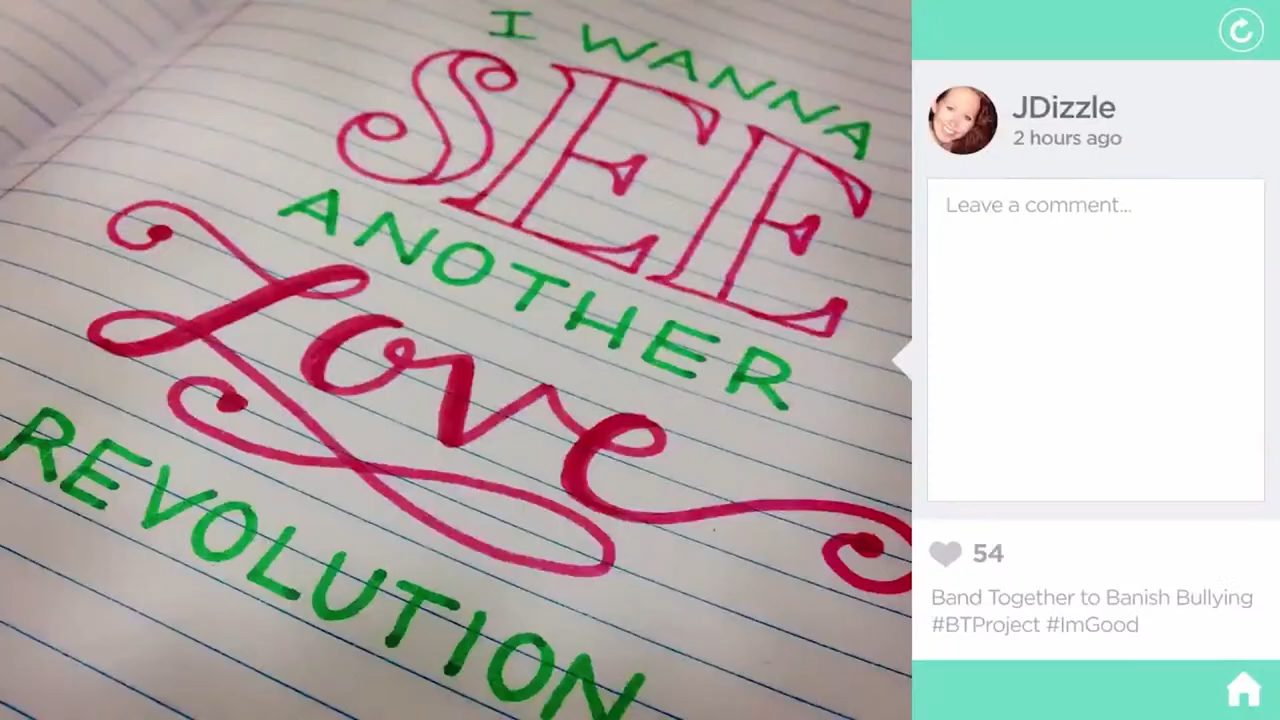 I WANNA
SEE
ANOTHER
Love
REVOLUTION
JDizzle
2 hours ago
Leave a comment...
54
Band Together to Banish Bullying
#BTProject #ImGood